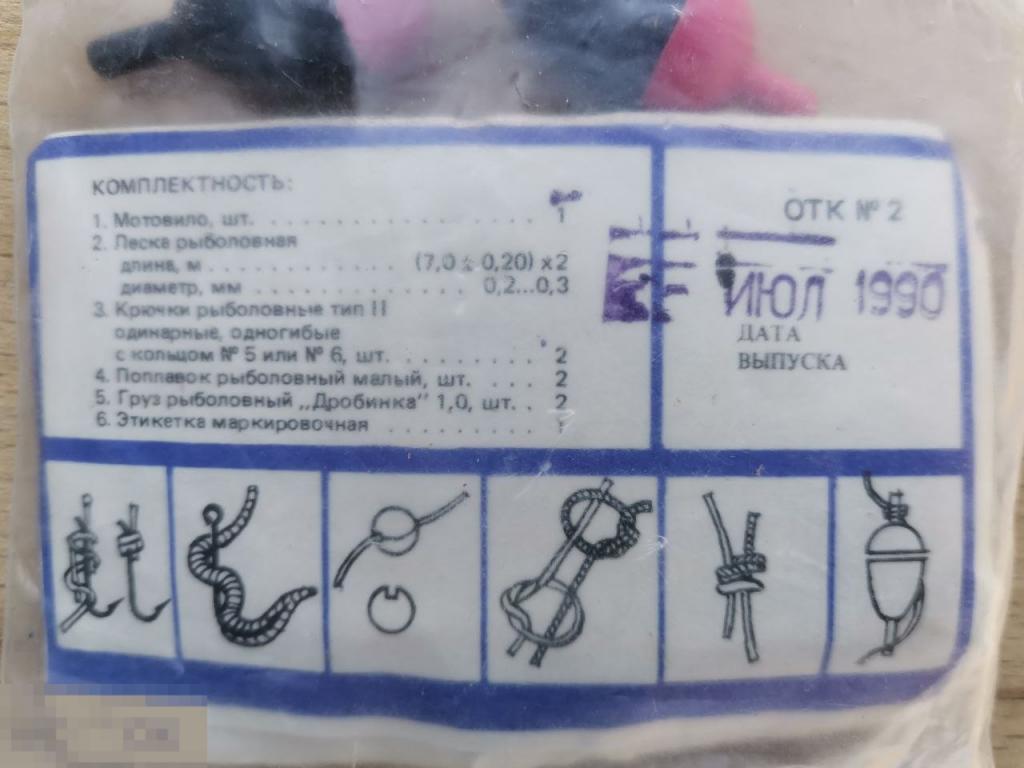 КОМПЛЕКТНОСТЬ:
1. Мотовило, шт. . . . . . . . . . . . . . . . . . . 1
2. Леска рыболовная
длина, м . . . . . . . . . . . . . (7,0 ± 0,20) х2
диаметр, мм . . . . . . . . . . . . . . . 0,2...0,3
3. Крючки рыболовные тип II
одинарные, одногибые
с кольцом № 5 или № 6, шт. . . . . . . . . 2
4. Поплавок рыболовный малый, шт. . . . . 2
5. Груз рыболовный „Дробинка“ 1,0, шт. . . 2
6. Этикетка маркировочная . . . . . . . . . . 1
ОТК № 2
ИЮЛ 1990
ДАТА
ВЫПУСКА